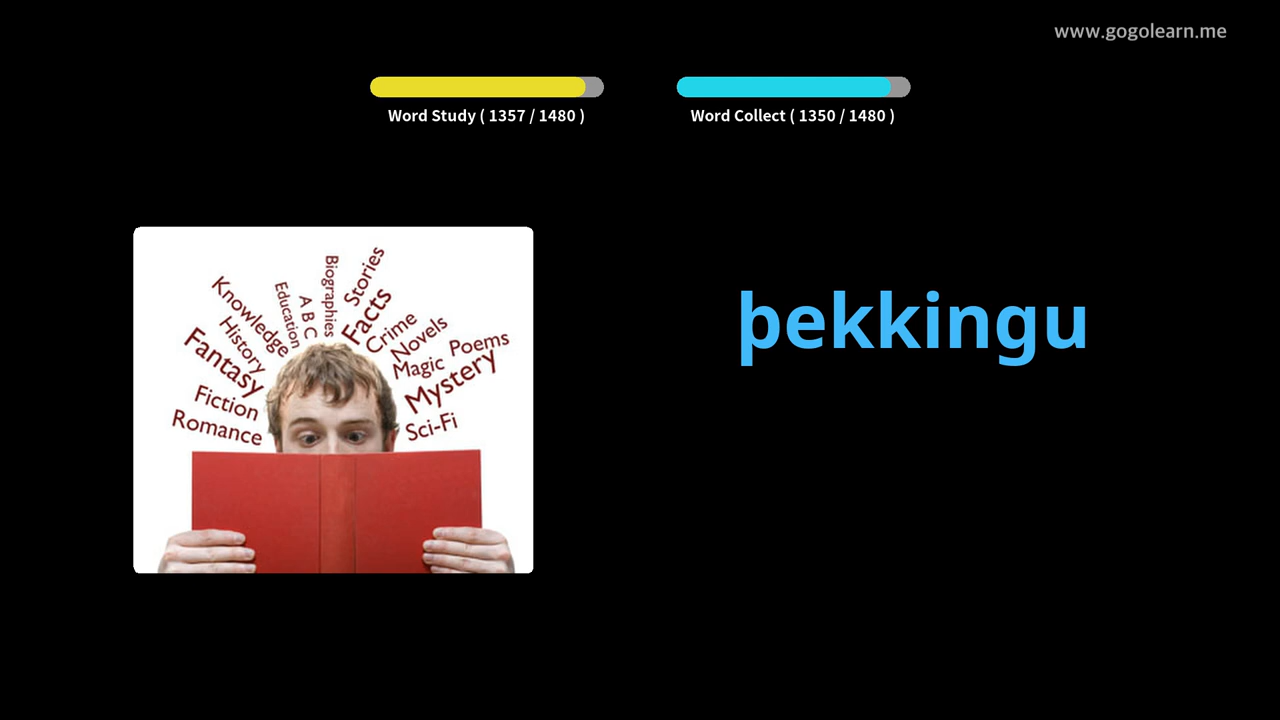 www.gogolearn.me
Word Study ( 1357 / 1480 )
Word Collect ( 1350 / 1480 )
Biographies
Stories
Education
A B C
Facts
Knowledge
Crime
History
Novels
Fantasy
Magic
Poems
Mystery
Fiction
Romance
Sci-Fi
þekkingu